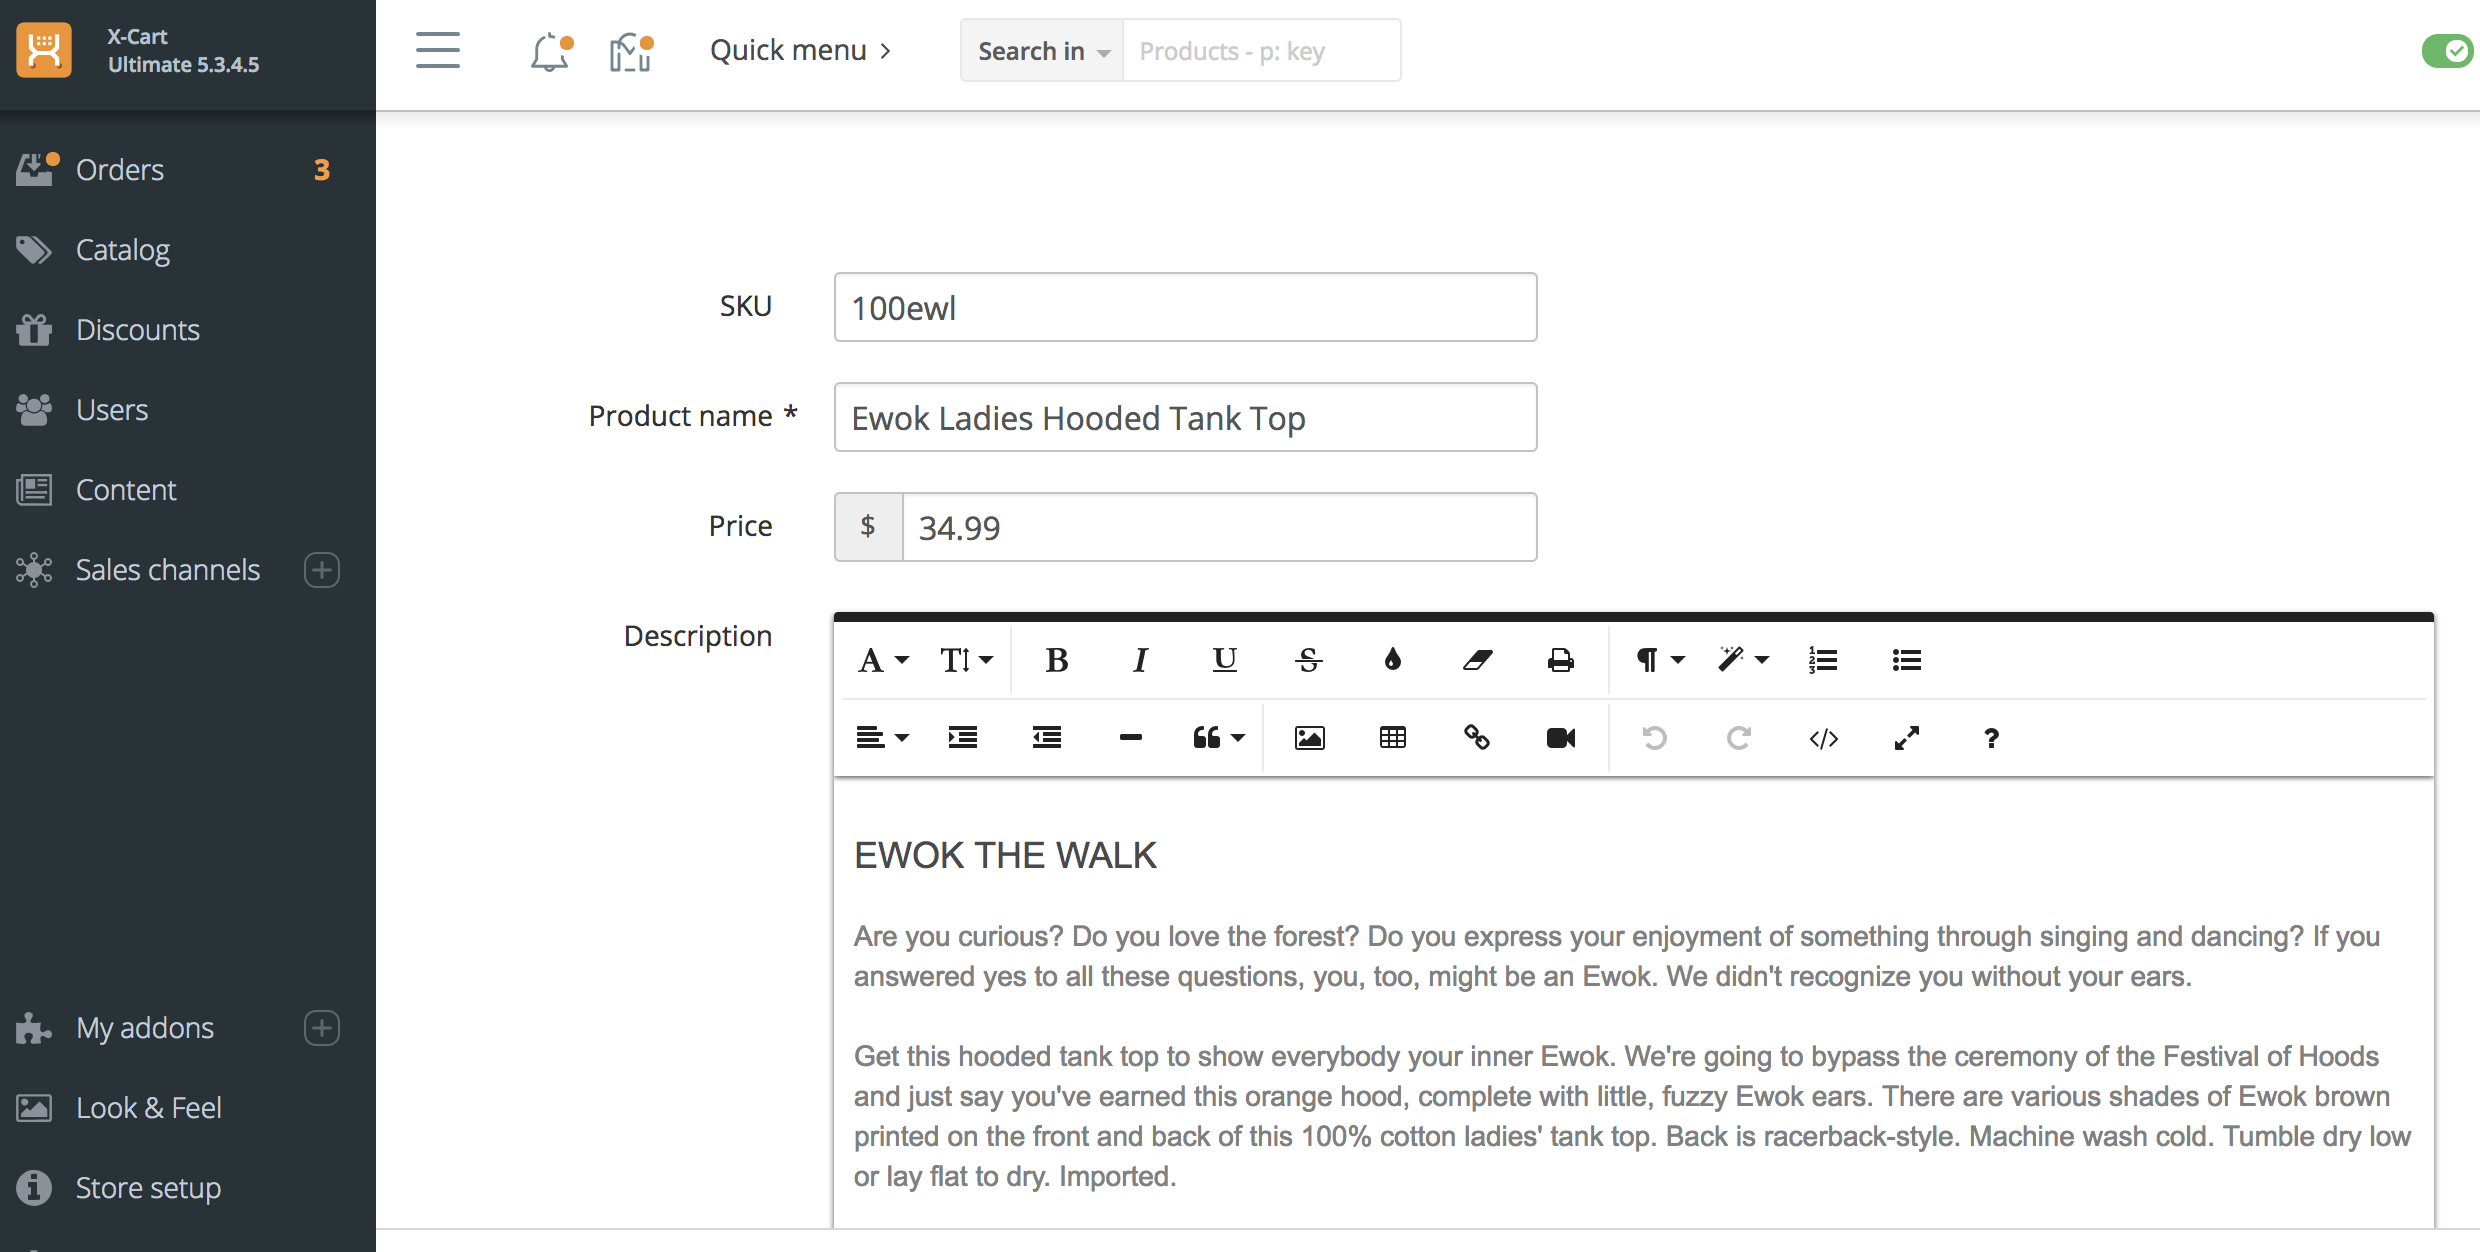 X-Cart
Ultimate 5.3.4.5
Quick menu
Search in
Products - p: key
Orders 3
Catalog
Discounts
Users
Content
Sales channels
My addons
Look & Feel
Store setup
SKU
100ewl
Product name *
Ewok Ladies Hooded Tank Top
Price
$ 34.99
Description
EWOK THE WALK
Are you curious? Do you love the forest? Do you express your enjoyment of something through singing and dancing? If you
answered yes to all these questions, you, too, might be an Ewok. We didn't recognize you without your ears.
Get this hooded tank top to show everybody your inner Ewok. We're going to bypass the ceremony of the Festival of Hoods
and just say you've earned this orange hood, complete with little, fuzzy Ewok ears. There are various shades of Ewok brown
printed on the front and back of this 100% cotton ladies' tank top. Back is racerback-style. Machine wash cold. Tumble dry low
or lay flat to dry. Imported.